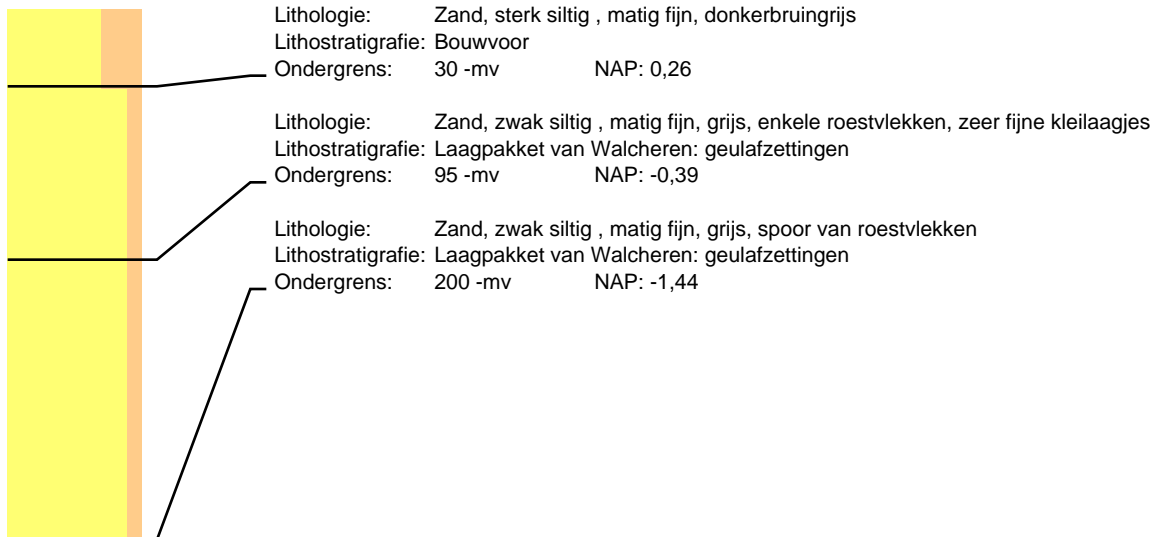 Lithologie: Zand, sterk siltig , matig fijn, donkerbruingrijs
Lithostratigrafie: Bouwvoor
Ondergrens: 30 -mv NAP: 0,26
Lithologie: Zand, zwak siltig , matig fijn, grijs, enkele roestvlekken, zeer fijne kleilaagjes
Lithostratigrafie: Laagpakket van Walcheren: geulafzettingen
Ondergrens: 95 -mv NAP: -0,39
Lithologie: Zand, zwak siltig , matig fijn, grijs, spoor van roestvlekken
Lithostratigrafie: Laagpakket van Walcheren: geulafzettingen
Ondergrens: 200 -mv NAP: -1,44